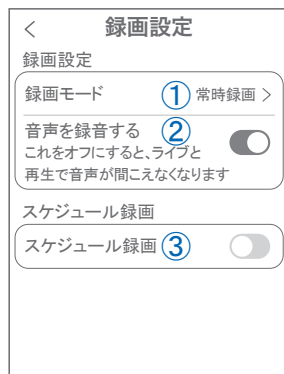 < 録画設定
録画設定
録画モード ① 常時録画 >
音声を録音する ②
これをオフにすると、ライブと
再生で音声が聞こえなくなります
スケジュール録画
スケジュール録画 ③